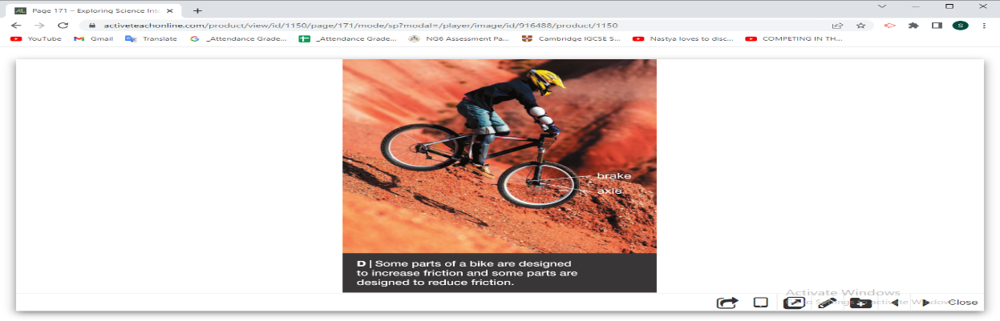 Page 171 – Exploring Science Int
activeteachonline.com/product/view/id/1150/page/171/mode/sp?modal=/player/image/id/916488/product/1150
YouTube Gmail Translate _Attendance Grade... _Attendance Grade... NG6 Assessment Pa... Cambridge IGCSE S... Nastya loves to disc... COMPETING IN TH...
brake
axle
D | Some parts of a bike are designed
to increase friction and some parts are
designed to reduce friction.
Activate Windows
Close